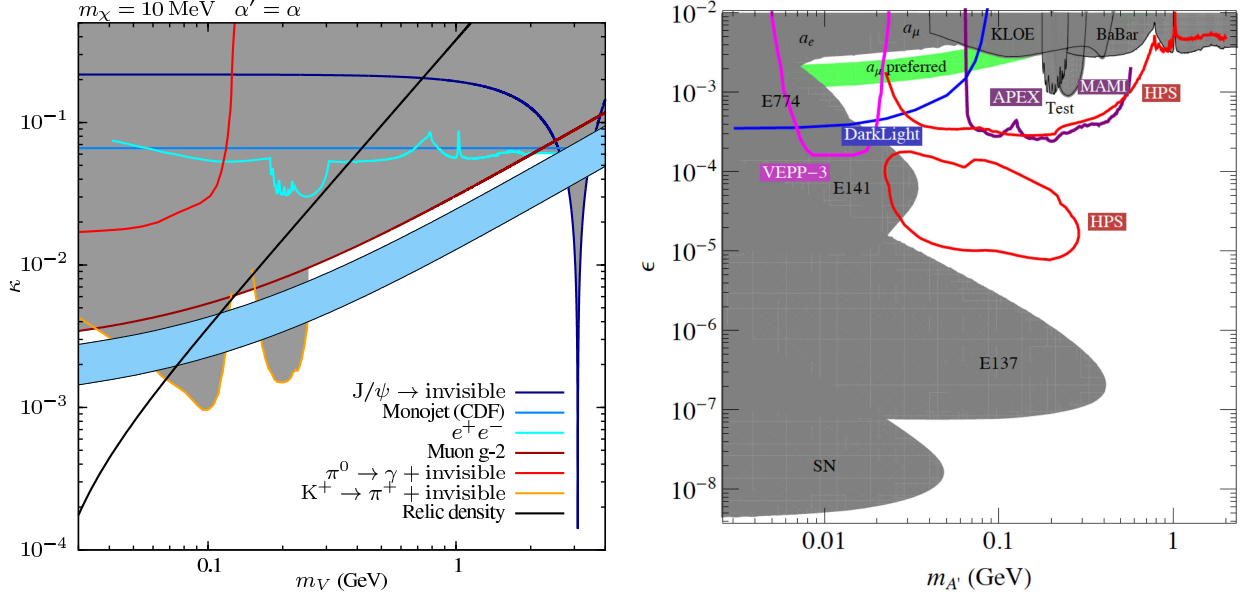 m_χ = 10 MeV α′ = α
10⁻¹
10⁻²
10⁻³
10⁻⁴
κ
J/ψ → invisible
Monojet (CDF)
e⁺e⁻
Muon g-2
π⁰ → γ + invisible
K⁺ → π⁺ + invisible
Relic density
0.1
1
m_V (GeV)
10⁻²
10⁻³
10⁻⁴
10⁻⁵
10⁻⁶
10⁻⁷
10⁻⁸
ϵ
a_e
a_μ
KLOE
BaBar
a_μ preferred
E774
APEX
MAMI
HPS
Test
DarkLight
VEPP−3
E141
HPS
E137
SN
0.01
0.1
1
m_A' (GeV)